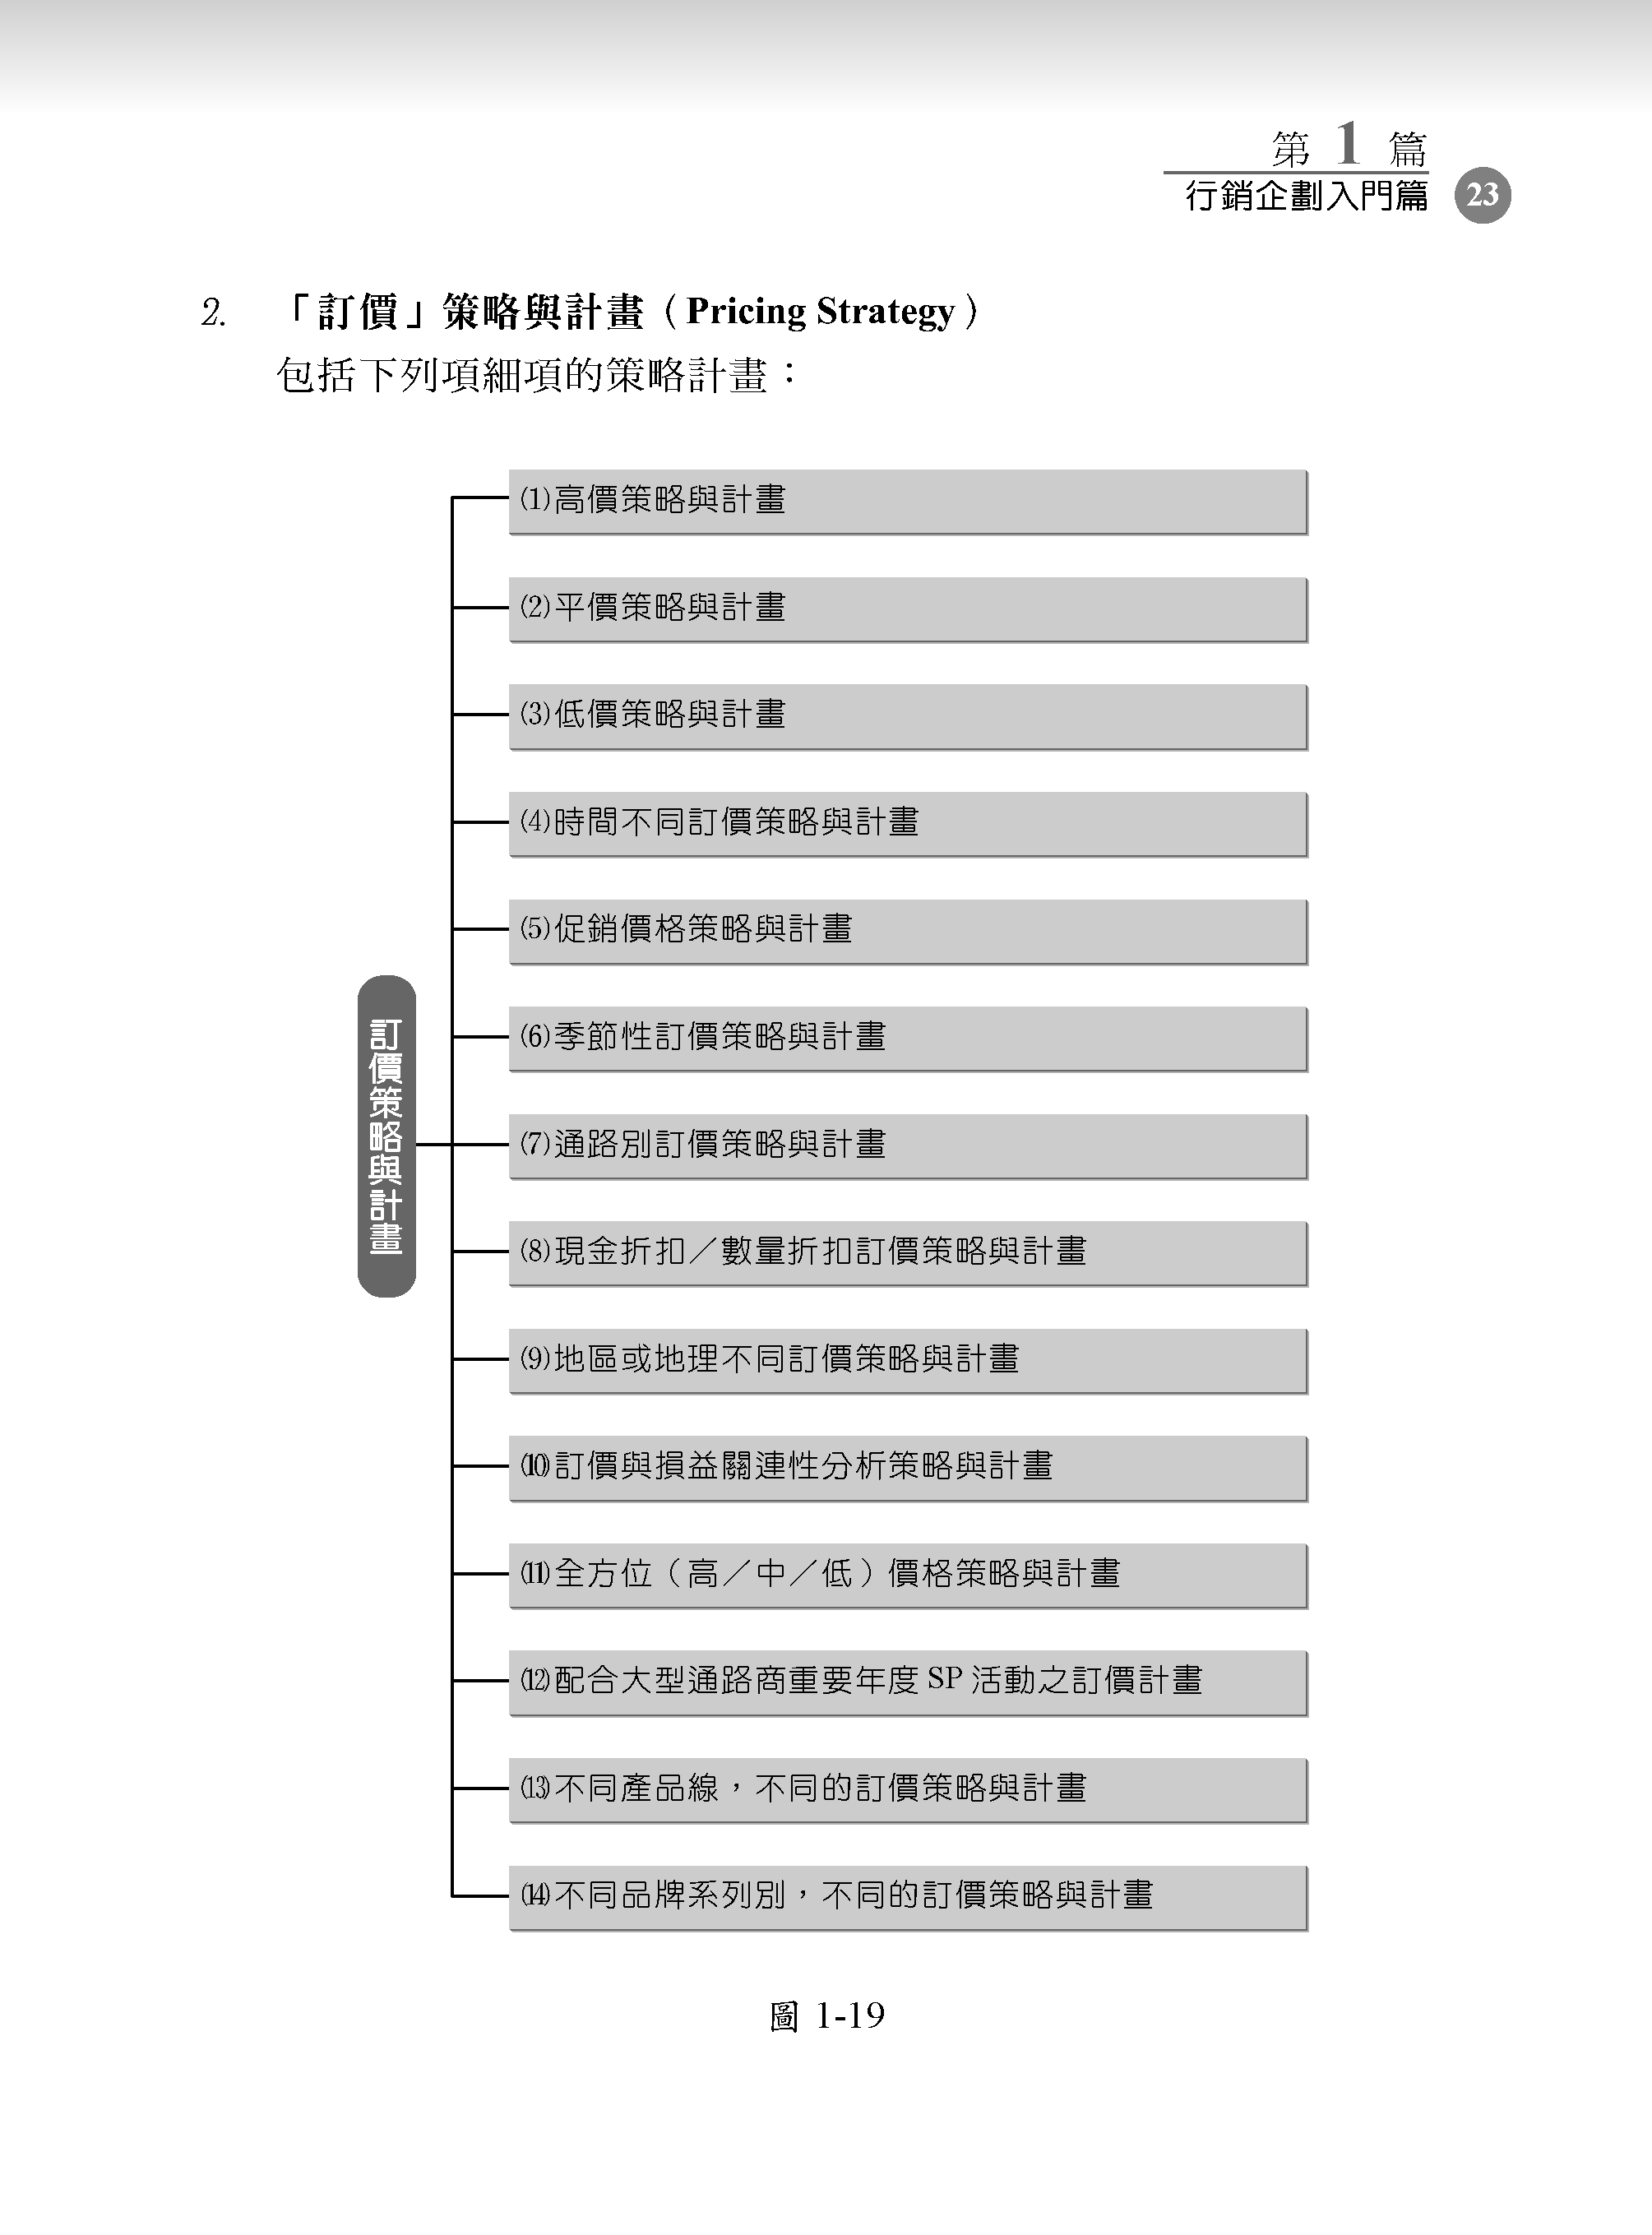 第 1 篇
行銷企劃入門篇 23
2. 「訂價」策略與計畫（Pricing Strategy）
包括下列項細項的策略計畫：
⑴高價策略與計畫
⑵平價策略與計畫
⑶低價策略與計畫
⑷時間不同訂價策略與計畫
⑸促銷價格策略與計畫
⑹季節性訂價策略與計畫
訂價策略與計畫
⑺通路別訂價策略與計畫
⑻現金折扣／數量折扣訂價策略與計畫
⑼地區或地理不同訂價策略與計畫
⑽訂價與損益關連性分析策略與計畫
⑾全方位（高／中／低）價格策略與計畫
⑿配合大型通路商重要年度 SP 活動之訂價計畫
⒀不同產品線，不同的訂價策略與計畫
⒁不同品牌系列別，不同的訂價策略與計畫
圖 1-19